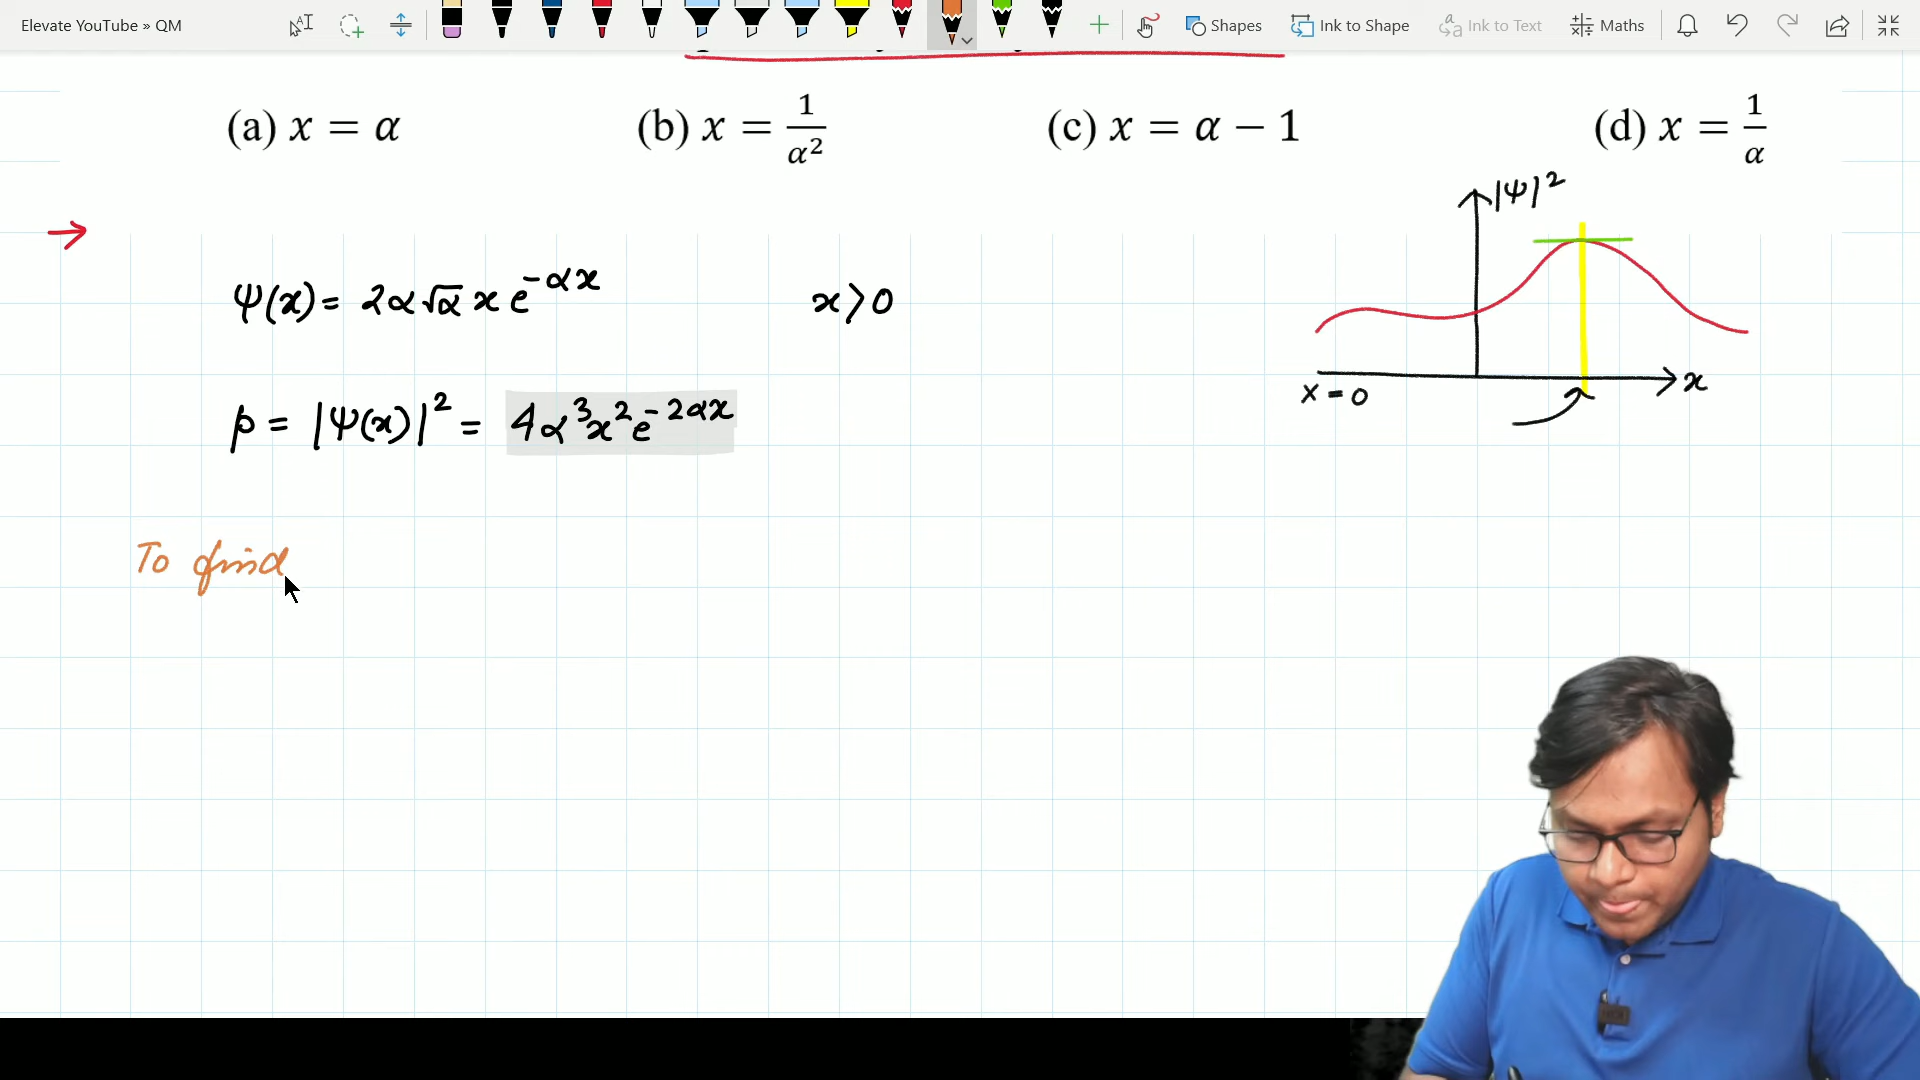 Elevate YouTube » QM
Shapes
Ink to Shape
Ink to Text
Maths
(a) x = α (b) x = 1/α² (c) x = α − 1 (d) x = 1/α
|ψ|²
→
ψ(x) = 2α√α x e^(-αx) x > 0
x = 0
x
p = |ψ(x)|² = 4α³x²e^(-2αx)
To find